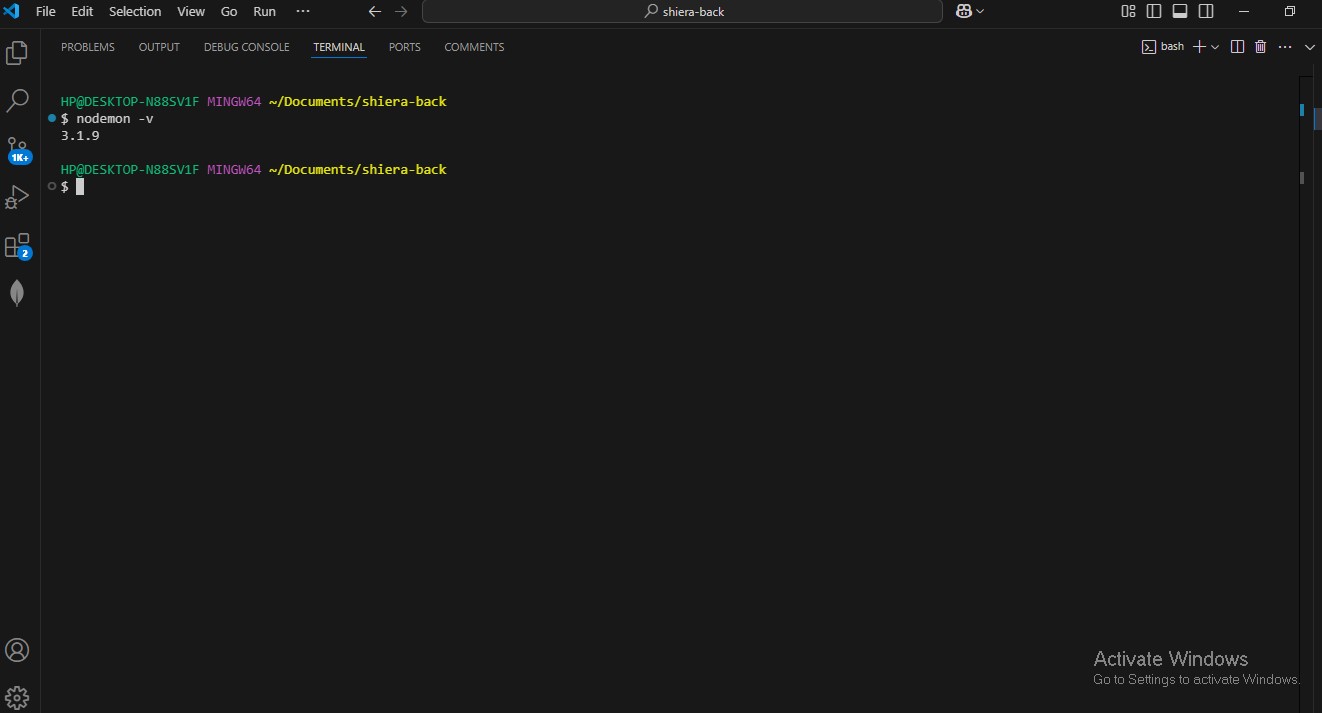 File Edit Selection View Go Run ··· shiera-back
PROBLEMS OUTPUT DEBUG CONSOLE TERMINAL PORTS COMMENTS bash
HP@DESKTOP-N88SV1F MINGW64 ~/Documents/shiera-back
$ nodemon -v
3.1.9
HP@DESKTOP-N88SV1F MINGW64 ~/Documents/shiera-back
$
1K+
2
Activate Windows
Go to Settings to activate Windows.